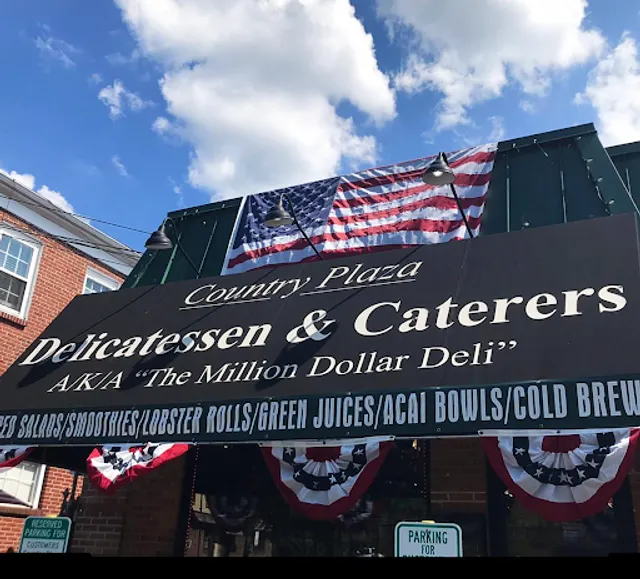 Country Plaza
Delicatessen & Caterers
A/K/A "The Million Dollar Deli"
SALADS/SMOOTHIES/LOBSTER ROLLS/GREEN JUICES/ACAI BOWLS/COLD BREW
RESERVED
PARKING FOR
CUSTOMERS
PARKING
FOR